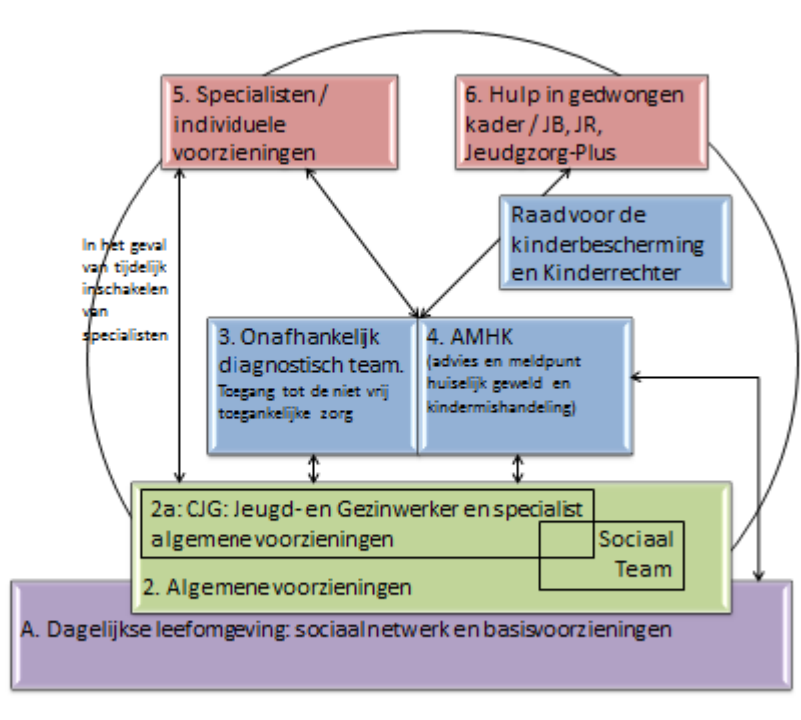 5. Specialisten /
individuele
voorzieningen
6. Hulp in gedwongen
kader / JB, JR,
Jeudgzorg-Plus
Raad voor de
kinderbescherming
en Kinderrechter
In het geval
van tijdelijk
inschakelen
van
specialisten
3. Onafhankelijk
diagnostisch team.
Toegang tot de niet vrij
toegankelijke zorg
4. AMHK
(advies en meldpunt
huiselijk geweld en
kindermishandeling)
2a: CJG: Jeugd- en Gezinwerker en specialist
algemene voorzieningen
Sociaal
Team
2. Algemene voorzieningen
A. Dagelijkse leefomgeving: sociaal netwerk en basisvoorzieningen